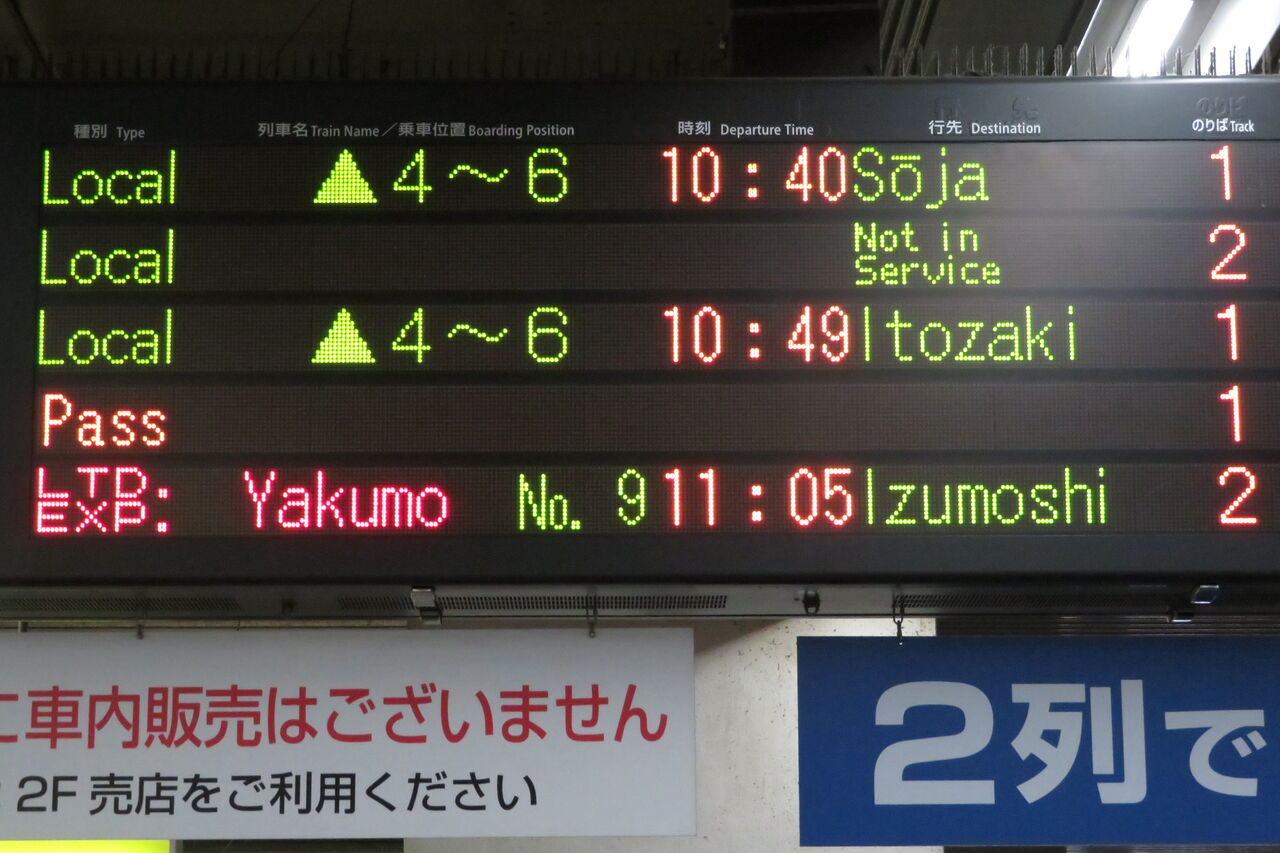 種別 Type 列車名 Train Name／乗車位置 Boarding Position 時刻 Departure Time 行先 Destination のりば Track
Local ▲4～6 10:40 Sōja 1
Local Not in Service 2
Local ▲4～6 10:49 Itozaki 1
Pass 1
LTD EXP: Yakumo No. 9 11:05 Izumoshi 2
に車内販売はございません
2F 売店をご利用ください
2列で